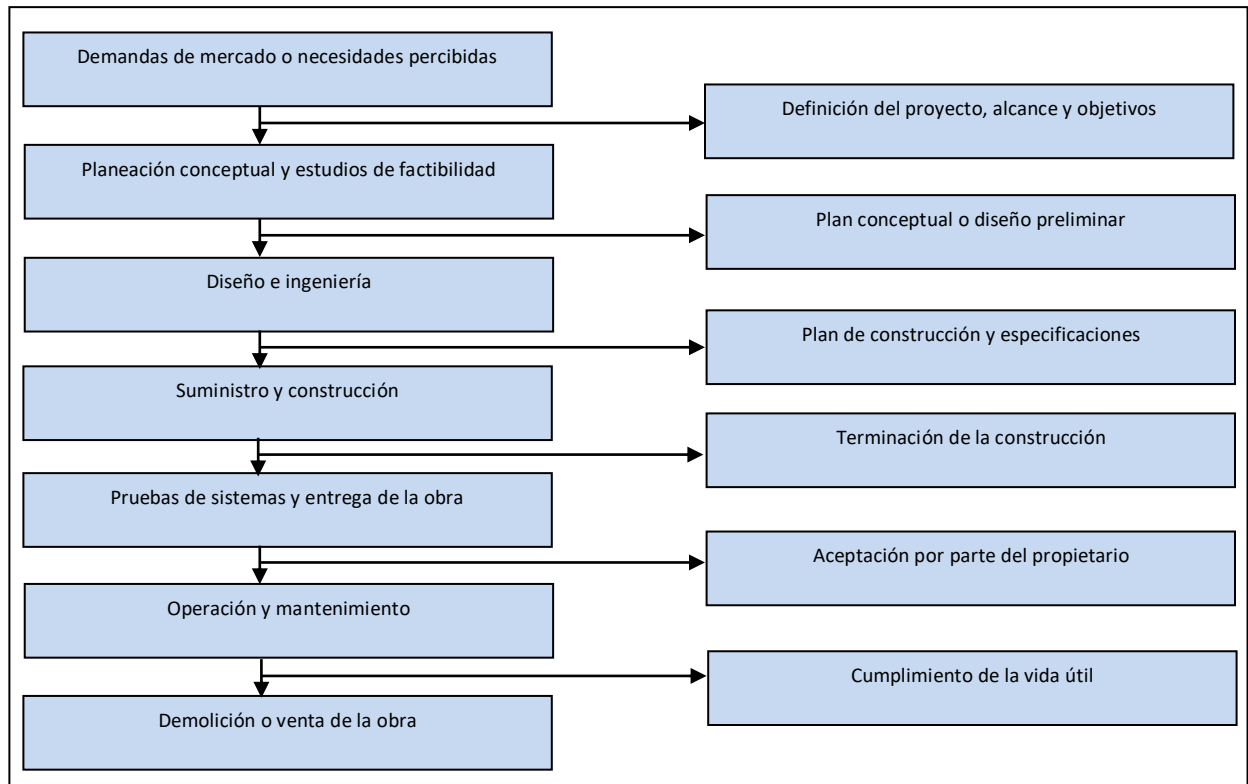 Demandas de mercado o necesidades percibidas
Definición del proyecto, alcance y objetivos
Planeación conceptual y estudios de factibilidad
Plan conceptual o diseño preliminar
Diseño e ingeniería
Plan de construcción y especificaciones
Suministro y construcción
Terminación de la construcción
Pruebas de sistemas y entrega de la obra
Aceptación por parte del propietario
Operación y mantenimiento
Cumplimiento de la vida útil
Demolición o venta de la obra